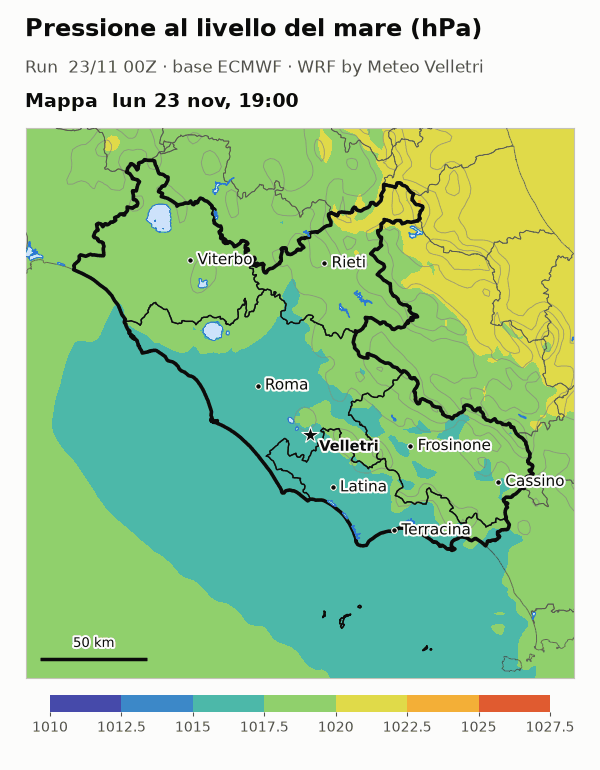 Pressione al livello del mare (hPa)
Run  23/11 00Z · base ECMWF · WRF by Meteo Velletri
Mappa  lun 23 nov, 19:00
Viterbo
Rieti
Roma
Velletri
Frosinone
Latina
Cassino
Terracina
50 km
1010 1012.5 1015 1017.5 1020 1022.5 1025 1027.5